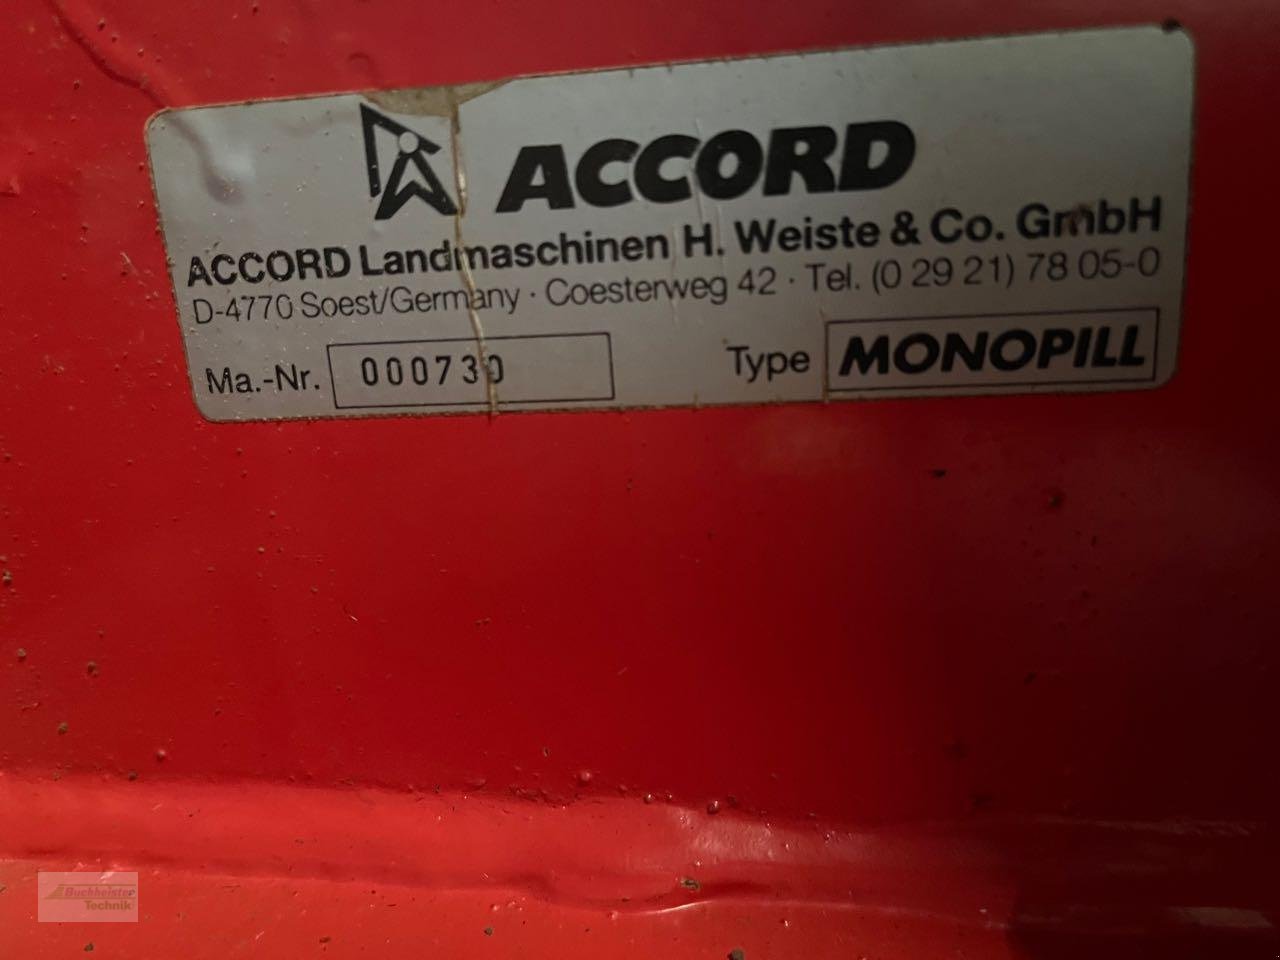 ACCORD
ACCORD Landmaschinen H. Weiste & Co. GmbH
D-4770 Soest/Germany · Coesterweg 42 · Tel. (0 29 21) 78 05-0
Ma.-Nr. 000730 Type MONOPILL
Buchheister
Technik